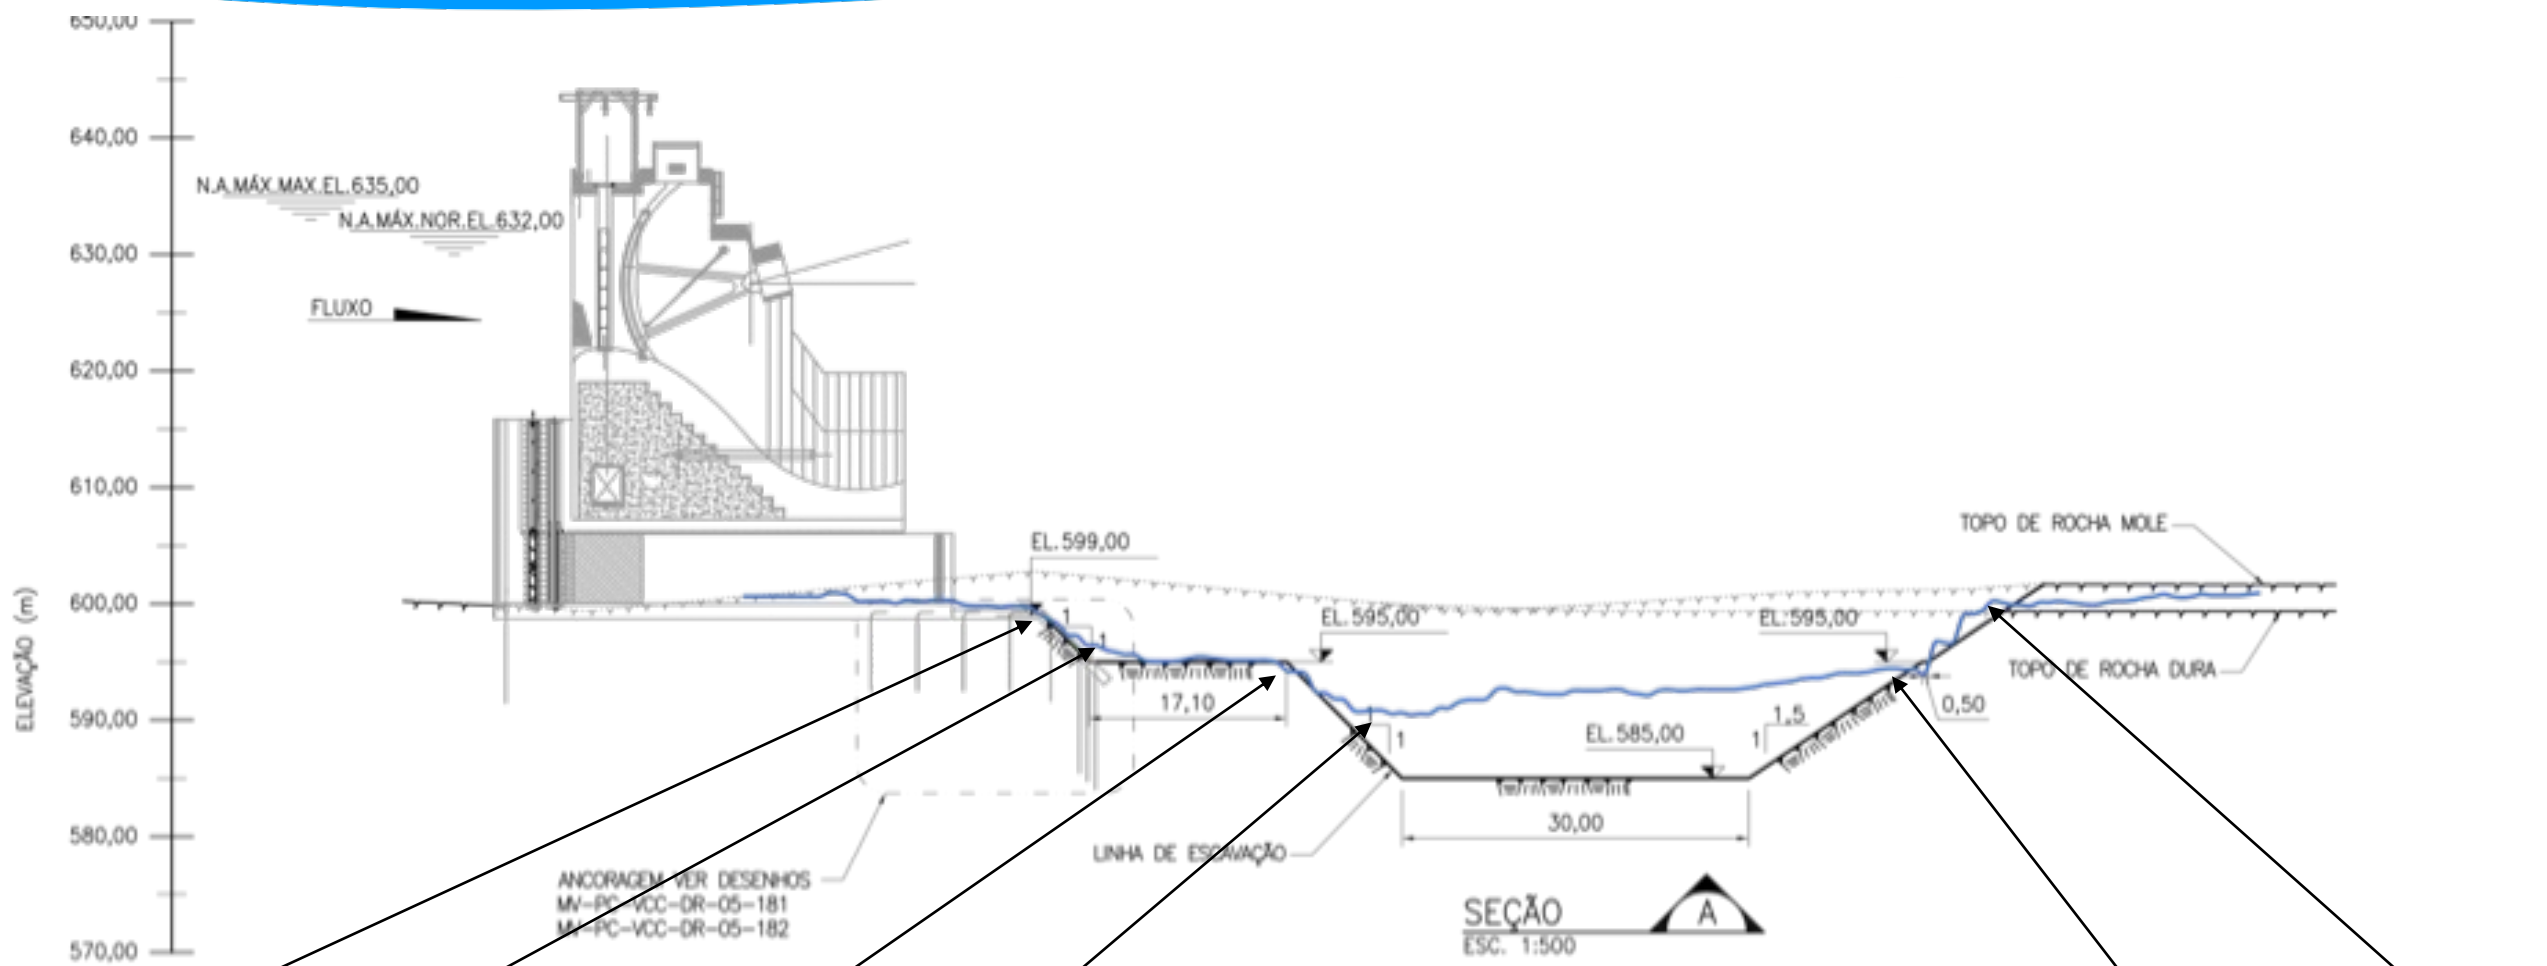 650,00
640,00
N.A.MÁX.MAX.EL.635,00
N.A.MÁX.NOR.EL.632,00
630,00
FLUXO
620,00
610,00
TOPO DE ROCHA MOLE
EL.599,00
600,00
1
1
EL.595,00
EL.595,00
TOPO DE ROCHA DURA
ELEVAÇÃO (m)
590,00
17,10
0,50
1
1
1,5
1
EL.585,00
580,00
30,00
LINHA DE ESCAVAÇÃO
ANCORAGEM VER DESENHOS
MV-PC-VCC-DR-05-181
MV-PC-VCC-DR-05-182
SEÇÃO
A
ESC. 1:500
570,00